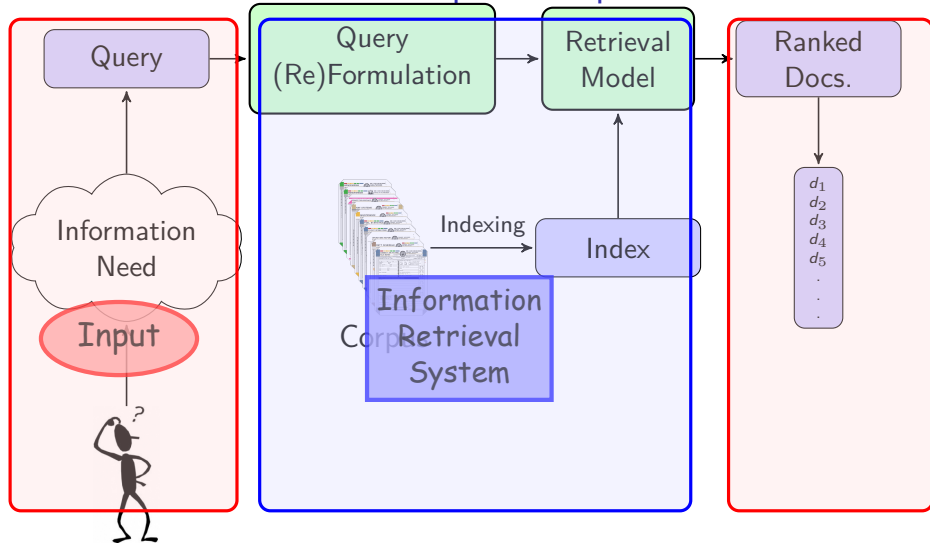 Query
Query
(Re)Formulation
Retrieval
Model
Ranked
Docs.
Information
Need
Input
?
Indexing
Index
Information
Retrieval
System
d1
d2
d3
d4
d5
.
.
.